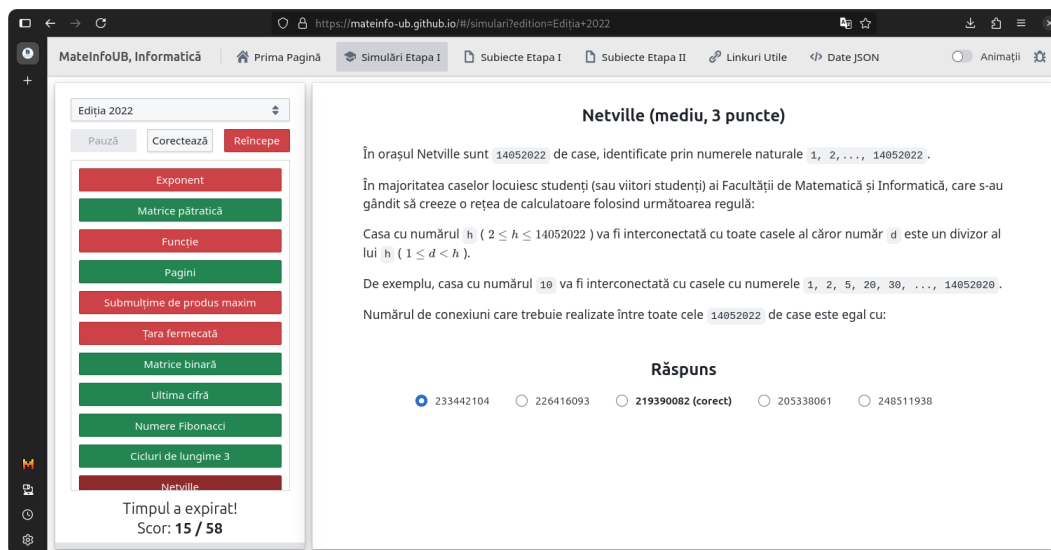 https://mateinfo-ub.github.io/#/simulari?edition=Ediția+2022
MateInfoUB, Informatică
Prima Pagină
Simulări Etapa I
Subiecte Etapa I
Subiecte Etapa II
Linkuri Utile
</> Date JSON
Animații
Ediția 2022
Pauză
Corectează
Reîncepe
Exponent
Matrice pătratică
Funcție
Pagini
Submulțime de produs maxim
Țara fermecată
Matrice binară
Ultima cifră
Numere Fibonacci
Cicluri de lungime 3
Netville
Timpul a expirat!
Scor: 15 / 58
Netville (mediu, 3 puncte)
În orașul Netville sunt 14052022 de case, identificate prin numerele naturale 1, 2,..., 14052022 .
În majoritatea caselor locuiesc studenți (sau viitori studenți) ai Facultății de Matematică și Informatică, care s-au
gândit să creeze o rețea de calculatoare folosind următoarea regulă:
Casa cu numărul h ( 2 ≤ h ≤ 14052022 ) va fi interconectată cu toate casele al căror număr d este un divizor al
lui h ( 1 ≤ d < h ).
De exemplu, casa cu numărul 10 va fi interconectată cu casele cu numerele 1, 2, 5, 20, 30, ..., 14052020 .
Numărul de conexiuni care trebuie realizate între toate cele 14052022 de case este egal cu:
Răspuns
233442104
226416093
219390082 (corect)
205338061
248511938